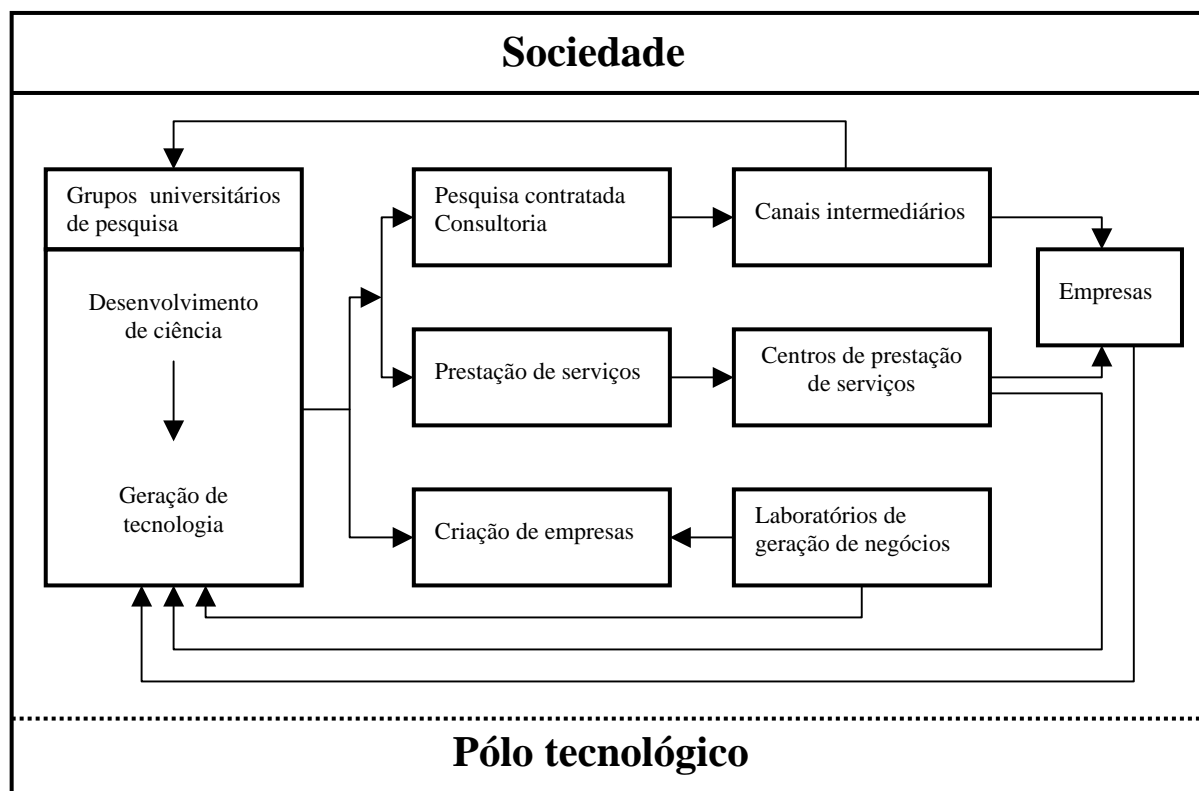 Sociedade
Grupos universitários
de pesquisa
Desenvolvimento
de ciência
Geração de
tecnologia
Pesquisa contratada
Consultoria
Canais intermediários
Empresas
Prestação de serviços
Centros de prestação
de serviços
Criação de empresas
Laboratórios de
geração de negócios
Pólo tecnológico